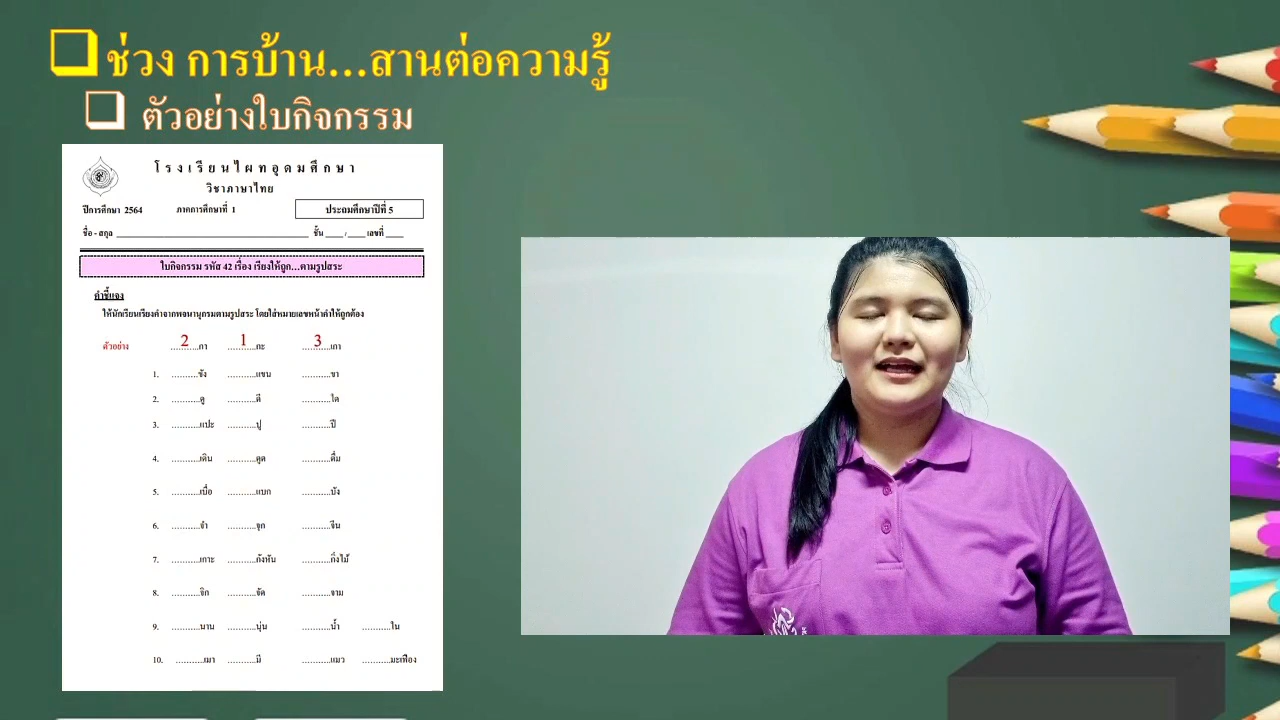 ช่วง การบ้าน...สานต่อความรู้
ตัวอย่างใบกิจกรรม
โรงเรียนไผทอุดมศึกษา
วิชาภาษาไทย
ปีการศึกษา 2564 ภาคการศึกษาที่ 1 ประถมศึกษาปีที่ 5
ชื่อ - สกุล ______ ชั้น ____ / ____ เลขที่ ____
ใบกิจกรรม รหัส 42 เรื่อง เรียงให้ถูก...ตามรูปสระ
คำชี้แจง
ให้นักเรียนเรียงคำจากพจนานุกรมตามรูปสระ โดยใส่หมายเลขหน้าคำให้ถูกต้อง
ตัวอย่าง ....2....กา ....1....กะ ....3....เกา
1. ..........ขัง ..........แขน ..........ขา
2. ..........ดู ..........ดี ..........ใด
3. ..........แปะ ..........ปู ..........ปี
4. ..........เดิน ..........ดูด ..........ดื่ม
5. ..........เบื่อ ..........แบก ..........บัง
6. ..........จำ ..........จุก ..........จีน
7. ..........เกาะ ..........กังหัน ..........กิ่งไม้
8. ..........จิก ..........จัด ..........จาม
9. ..........นาน ..........นุ่น ..........น้ำ ..........ใน
10. ..........เมา ..........มี ..........แมว ..........มะเฟือง